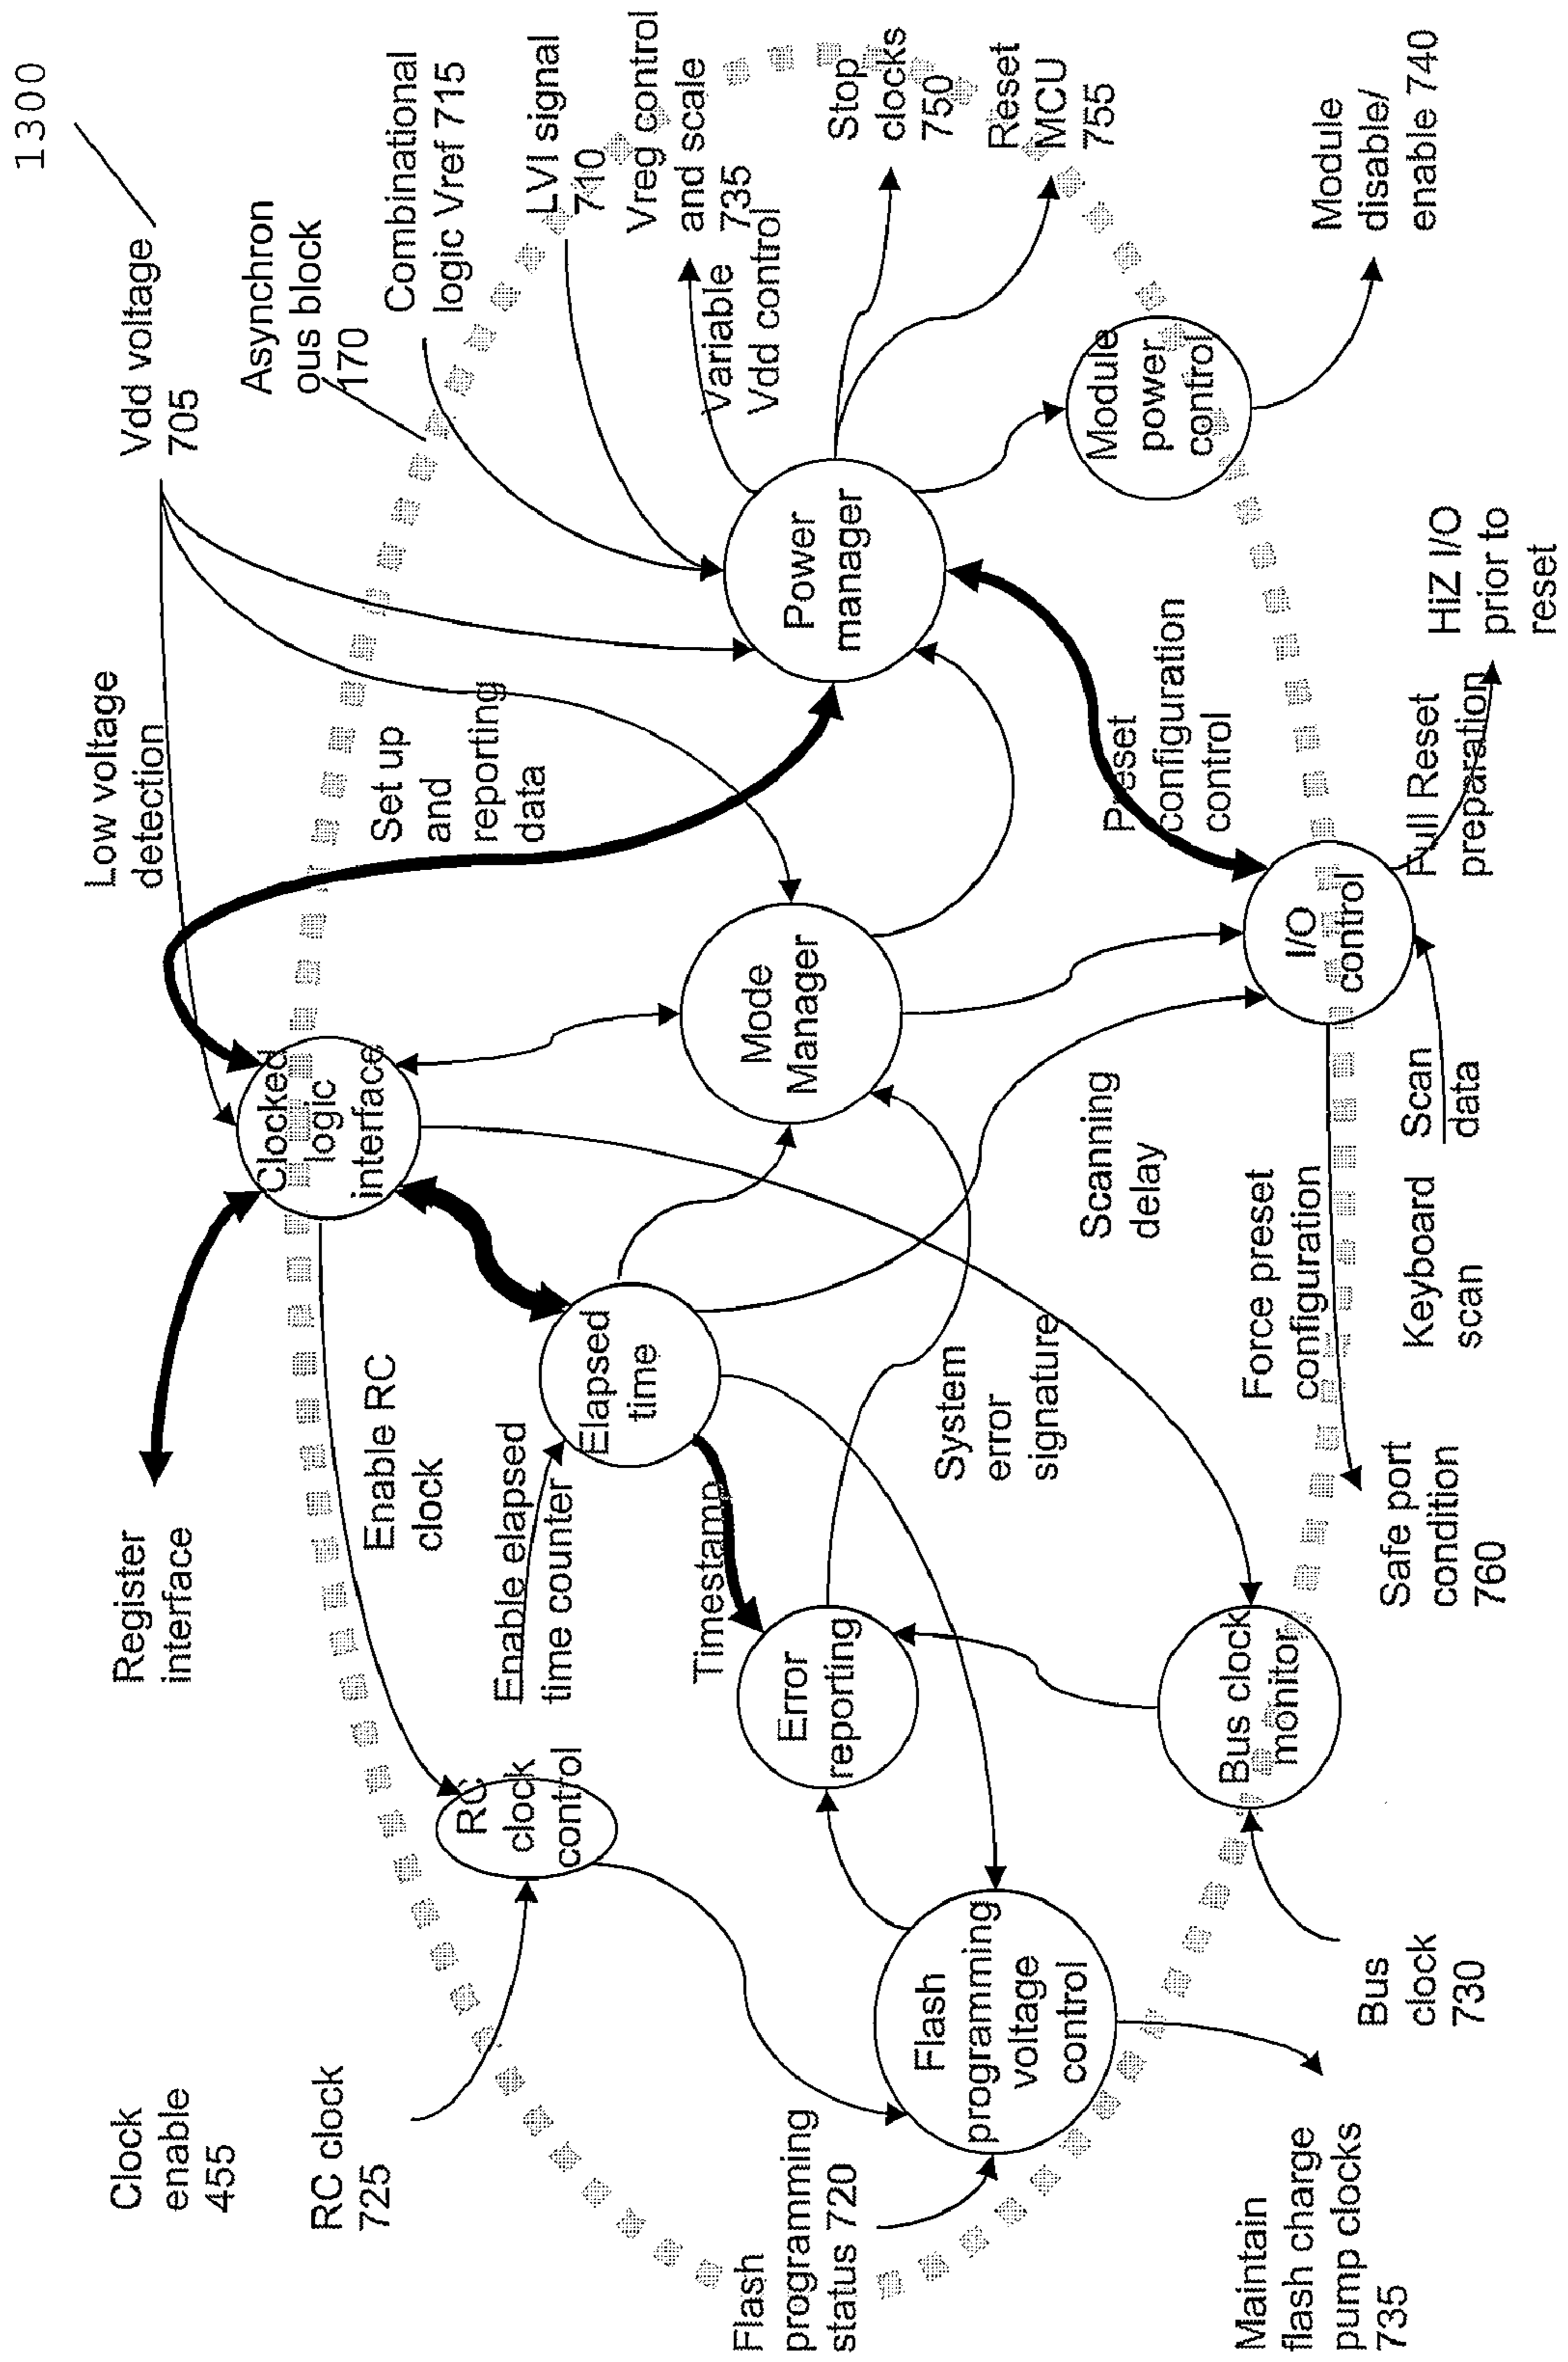 1300
Vdd voltage
705
Asynchron
ous block
170
Combinational
logic Vref 715
LVI signal
710
Vreg control
and scale
735
Variable
Vdd control
Stop
clocks
750
Reset
MCU
755
Module
disable/
enable 740
Low voltage
detection
Set up
and
reporting
data
Power
manager
Module
power
control
Preset
configuration
control
HiZ I/O
prior to
reset
Full Reset
preparation
Register
interface
Clocked
logic
interface
Mode
Manager
I/O
control
Scan
data
Keyboard
scan
Scanning
delay
Force preset
configuration
Safe port
condition
760
Enable RC
clock
Enable elapsed
time counter
Elapsed
time
Timestamp
System
error
signature
Clock
enable
455
RC clock
725
RC
clock
control
Error
reporting
Bus clock
monitor
Flash
programming
status 720
Flash
programming
voltage
control
Bus
clock
730
Maintain
flash charge
pump clocks
735